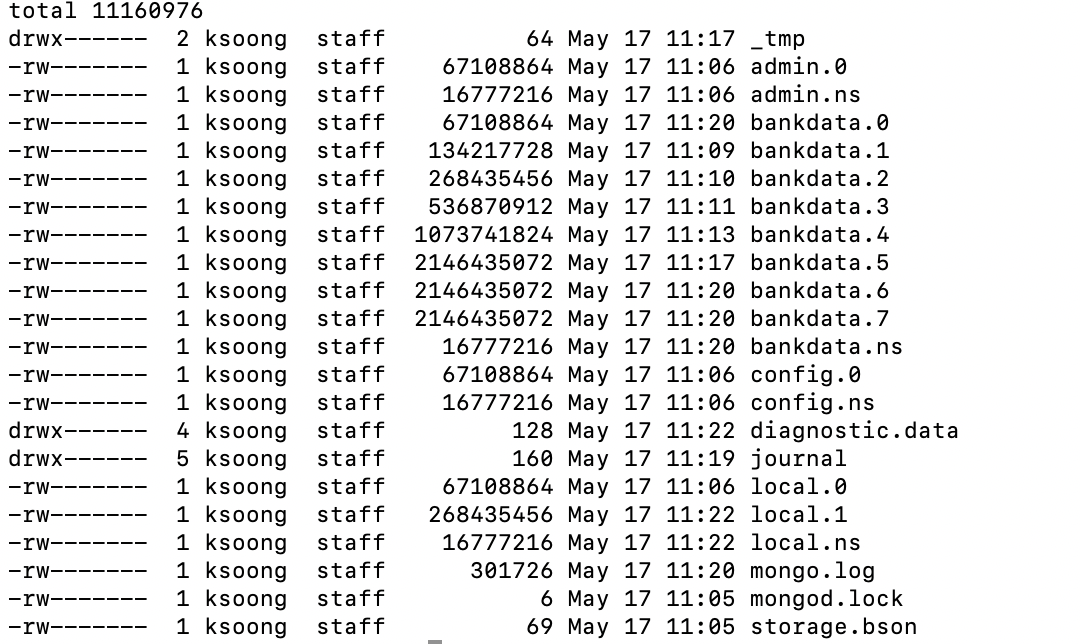 total 11160976
drwx------  2 ksoong  staff          64 May 17 11:17 _tmp
-rw-------  1 ksoong  staff    67108864 May 17 11:06 admin.0
-rw-------  1 ksoong  staff    16777216 May 17 11:06 admin.ns
-rw-------  1 ksoong  staff    67108864 May 17 11:20 bankdata.0
-rw-------  1 ksoong  staff   134217728 May 17 11:09 bankdata.1
-rw-------  1 ksoong  staff   268435456 May 17 11:10 bankdata.2
-rw-------  1 ksoong  staff   536870912 May 17 11:11 bankdata.3
-rw-------  1 ksoong  staff  1073741824 May 17 11:13 bankdata.4
-rw-------  1 ksoong  staff  2146435072 May 17 11:17 bankdata.5
-rw-------  1 ksoong  staff  2146435072 May 17 11:20 bankdata.6
-rw-------  1 ksoong  staff  2146435072 May 17 11:20 bankdata.7
-rw-------  1 ksoong  staff    16777216 May 17 11:20 bankdata.ns
-rw-------  1 ksoong  staff    67108864 May 17 11:06 config.0
-rw-------  1 ksoong  staff    16777216 May 17 11:06 config.ns
drwx------  4 ksoong  staff         128 May 17 11:22 diagnostic.data
drwx------  5 ksoong  staff         160 May 17 11:19 journal
-rw-------  1 ksoong  staff    67108864 May 17 11:06 local.0
-rw-------  1 ksoong  staff   268435456 May 17 11:22 local.1
-rw-------  1 ksoong  staff    16777216 May 17 11:22 local.ns
-rw-------  1 ksoong  staff      301726 May 17 11:20 mongo.log
-rw-------  1 ksoong  staff           6 May 17 11:05 mongod.lock
-rw-------  1 ksoong  staff          69 May 17 11:05 storage.bson